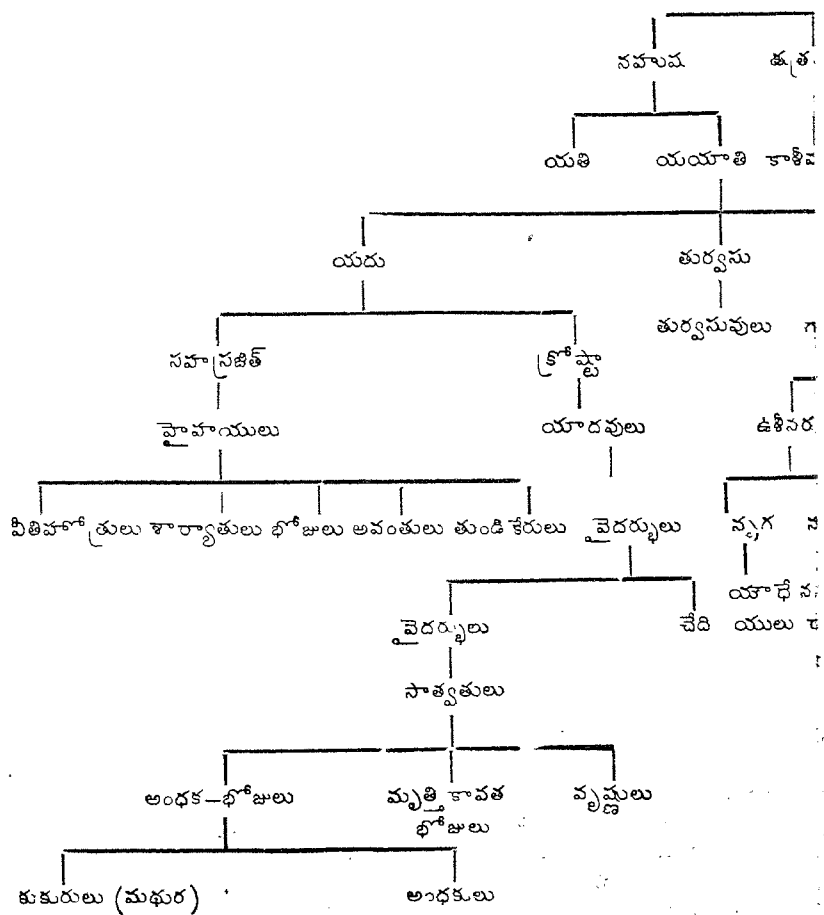 నహుష
యతి యయాతి
యదు తుర్వసు
తుర్వసువులు
సహస్రజిత్ క్రోష్టా
హైహయులు యాదవులు ఉశీనర
వీతిహోత్రులు శార్యాతులు భోజులు అవంతులు తుండికేరులు వైదర్భులు నృగ
యౌధే
వైదర్భులు చేది యులు
సాత్వతులు
అంధక–భోజులు మృత్తికావత వృష్ణులు
భోజులు
కుకురులు (మథుర) అంధకులు